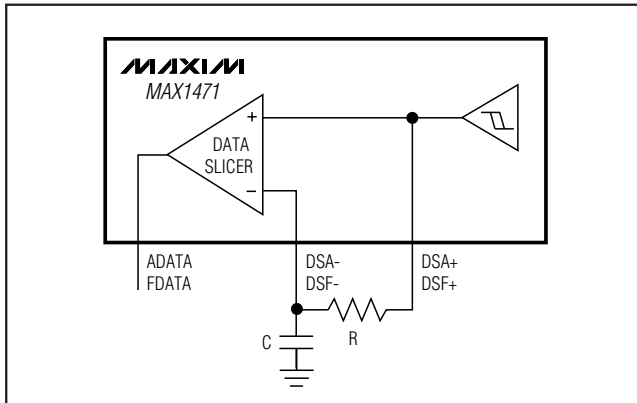 MAXIM
MAX1471
+
DATA
SLICER
−
ADATA
FDATA
DSA-
DSF-
DSA+
DSF+
C
R